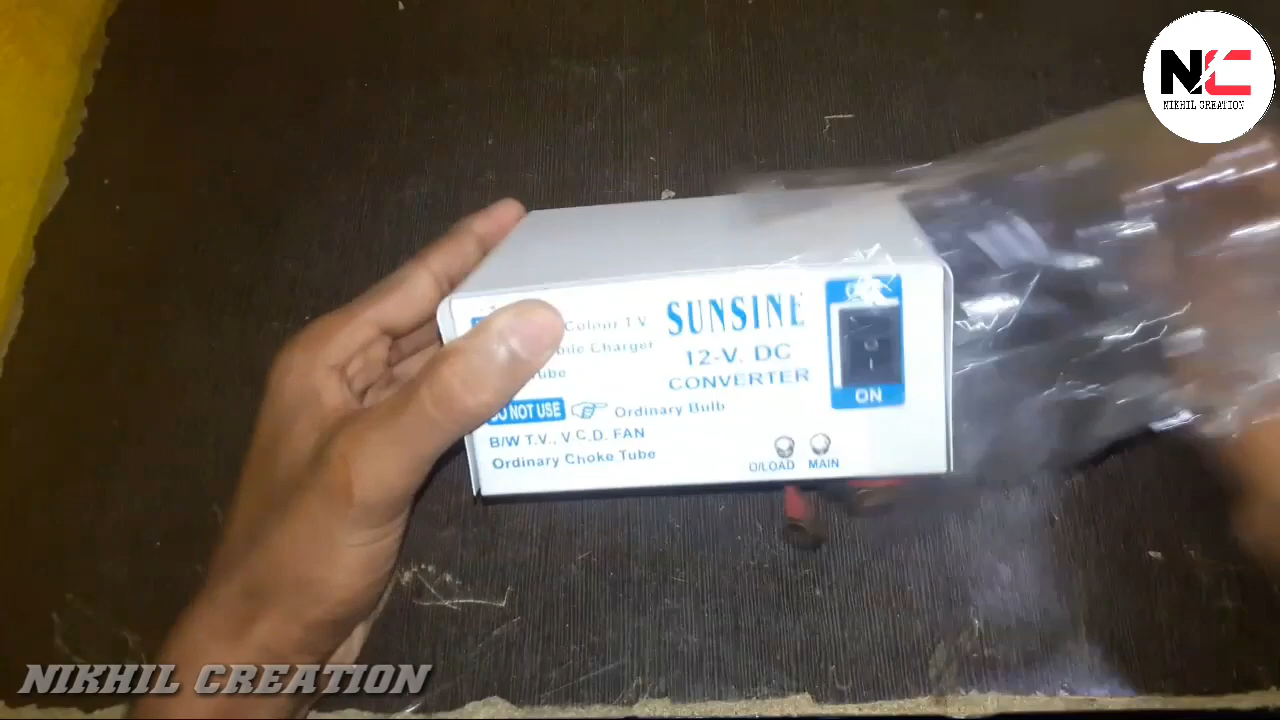 NC
NIKHIL CREATION
Colour T.V.
Charger
SUNSINE
12-V. DC
CONVERTER
DO NOT USE Ordinary Bulb
B/W T.V., V.C.D. FAN
Ordinary Choke Tube
O/LOAD MAIN
ON
NIKHIL CREATION